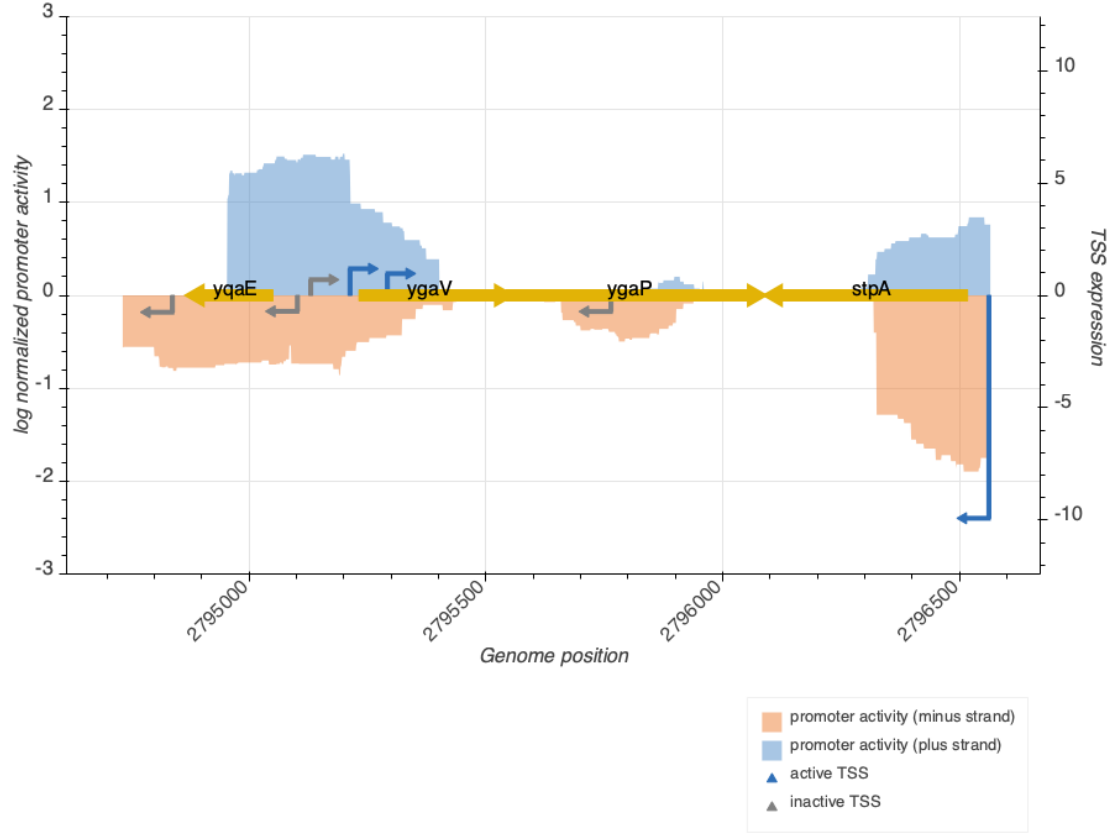 3
2
1
0
-1
-2
-3
log normalized promoter activity
10
5
0
-5
-10
TSS expression
yqaE
ygaV
ygaP
stpA
2795000
2795500
2796000
2796500
Genome position
promoter activity (minus strand)
promoter activity (plus strand)
active TSS
inactive TSS